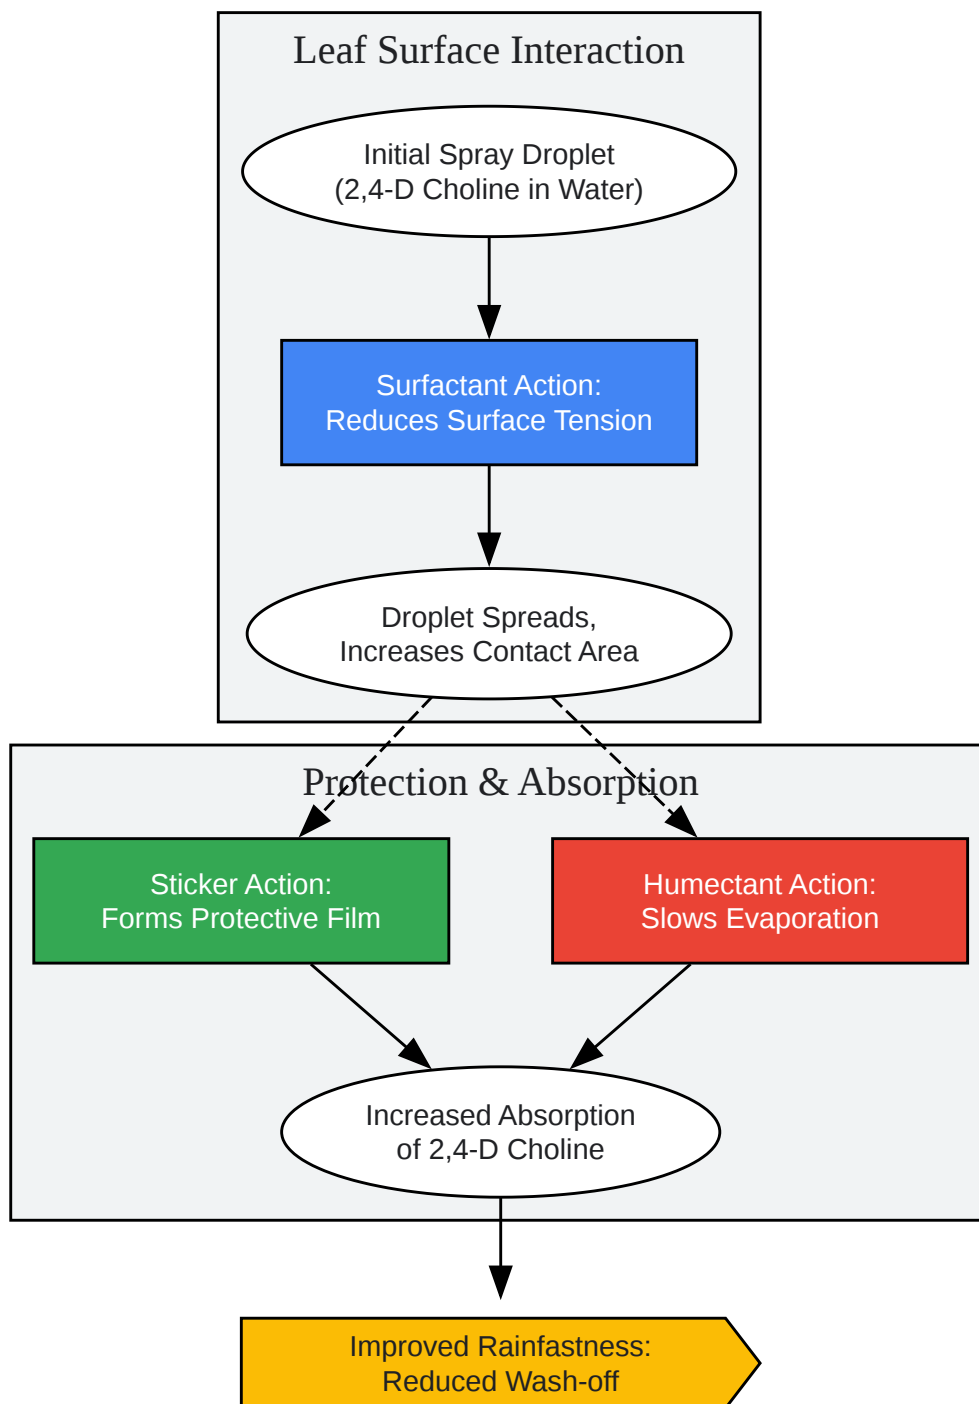 Leaf Surface Interaction
Initial Spray Droplet
(2,4-D Choline in Water)
Surfactant Action:
Reduces Surface Tension
Droplet Spreads,
Increases Contact Area
Protection & Absorption
Sticker Action:
Forms Protective Film
Humectant Action:
Slows Evaporation
Increased Absorption
of 2,4-D Choline
Improved Rainfastness:
Reduced Wash-off